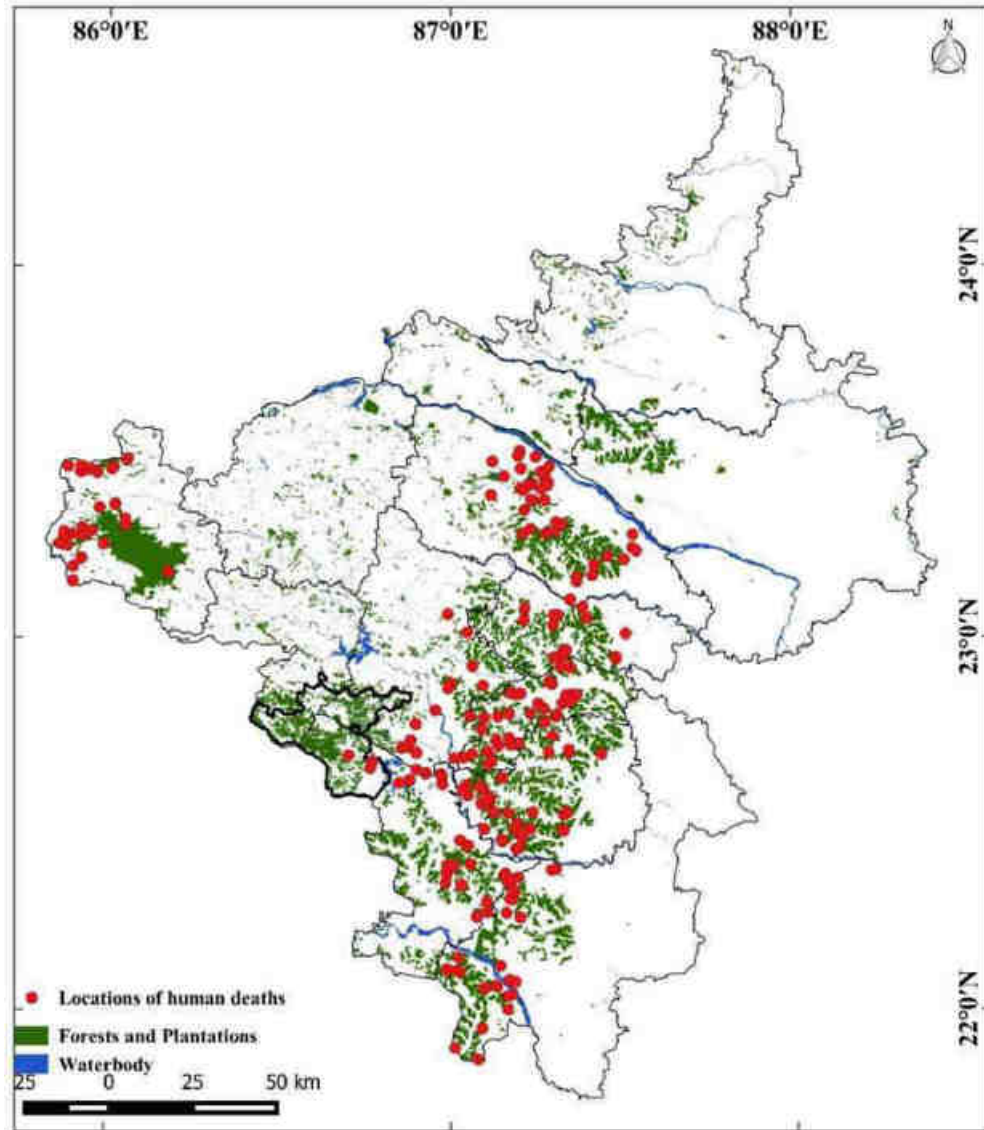 86°0′E 87°0′E 88°0′E
N
24°0′N
23°0′N
22°0′N
Locations of human deaths
Forests and Plantations
Waterbody
25 0 25 50 km